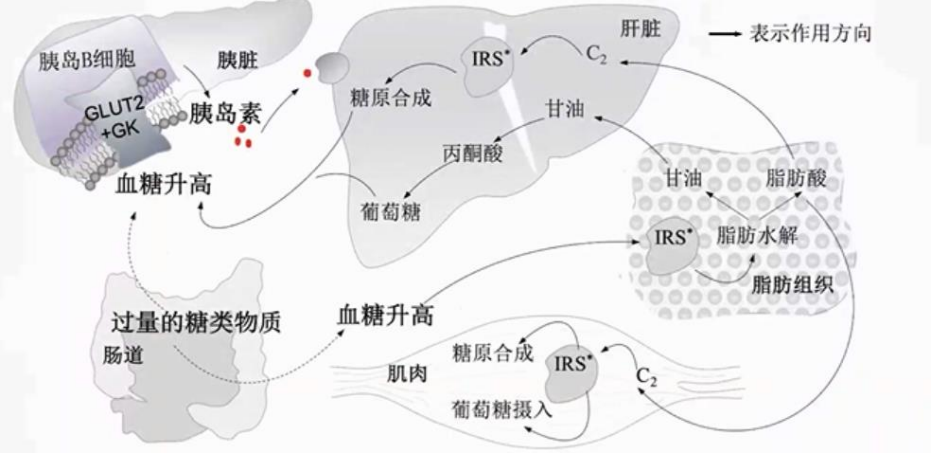 胰岛B细胞
胰脏
GLUT2
+GK
胰岛素
血糖升高
肝脏
IRS*
C₂
糖原合成
甘油
丙酮酸
葡萄糖
表示作用方向
甘油
脂肪酸
IRS*
脂肪水解
脂肪组织
过量的糖类物质
肠道
血糖升高
肌肉
糖原合成
IRS*
C₂
葡萄糖摄入